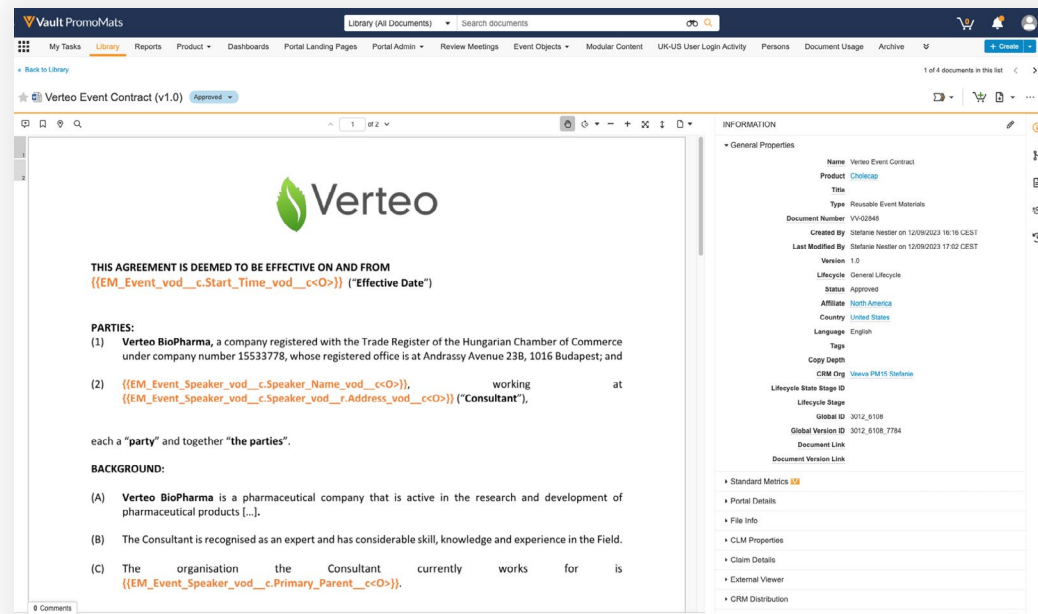 Vault PromoMats
Library (All Documents)
Search documents
My Tasks
Library
Reports
Product
Dashboards
Portal Landing Pages
Portal Admin
Review Meetings
Event Objects
Modular Content
UK-US User Login Activity
Persons
Document Usage
Archive
+ Create
« Back to Library
1 of 4 documents in this list
Verteo Event Contract (v1.0)
Approved
1 of 2
1
2
Verteo
THIS AGREEMENT IS DEEMED TO BE EFFECTIVE ON AND FROM
{{EM_Event_vod__c.Start_Time_vod__c<O>}} (“Effective Date”)
PARTIES:
(1) Verteo BioPharma, a company registered with the Trade Register of the Hungarian Chamber of Commerce
under company number 15533778, whose registered office is at Andrassy Avenue 23B, 1016 Budapest; and
(2) {{EM_Event_Speaker_vod__c.Speaker_Name_vod__c<O>}}, working at
{{EM_Event_Speaker_vod__c.Speaker_vod__r.Address_vod__c<O>}} (“Consultant”),
each a “party” and together “the parties”.
BACKGROUND:
(A) Verteo BioPharma is a pharmaceutical company that is active in the research and development of
pharmaceutical products [...].
(B) The Consultant is recognised as an expert and has considerable skill, knowledge and experience in the Field.
(C) The organisation the Consultant currently works for is
{{EM_Event_Speaker_vod__c.Primary_Parent__c<O>}}.
0 Comments
INFORMATION
General Properties
Name Verteo Event Contract
Product Cholecap
Title
Type Reusable Event Materials
Document Number VV-02848
Created By Stefanie Nestler on 12/09/2023 16:16 CEST
Last Modified By Stefanie Nestler on 12/09/2023 17:02 CEST
Version 1.0
Lifecycle General Lifecycle
Status Approved
Affiliate North America
Country United States
Language English
Tags
Copy Depth
CRM Org Veeva PM15 Stefanie
Lifecycle State Stage ID
Lifecycle Stage
Global ID 3012_6108
Global Version ID 3012_6108_7784
Document Link
Document Version Link
Standard Metrics
Portal Details
File Info
CLM Properties
Claim Details
External Viewer
CRM Distribution